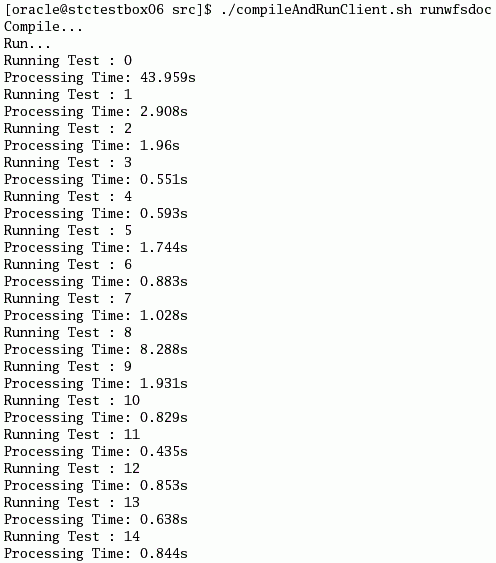 [oracle@stctestbox06 src]$ ./compileAndRunClient.sh runwfsdoc
Compile...
Run...
Running Test : 0
Processing Time: 43.959s
Running Test : 1
Processing Time: 2.908s
Running Test : 2
Processing Time: 1.96s
Running Test : 3
Processing Time: 0.551s
Running Test : 4
Processing Time: 0.593s
Running Test : 5
Processing Time: 1.744s
Running Test : 6
Processing Time: 0.883s
Running Test : 7
Processing Time: 1.028s
Running Test : 8
Processing Time: 8.288s
Running Test : 9
Processing Time: 1.931s
Running Test : 10
Processing Time: 0.829s
Running Test : 11
Processing Time: 0.435s
Running Test : 12
Processing Time: 0.853s
Running Test : 13
Processing Time: 0.638s
Running Test : 14
Processing Time: 0.844s